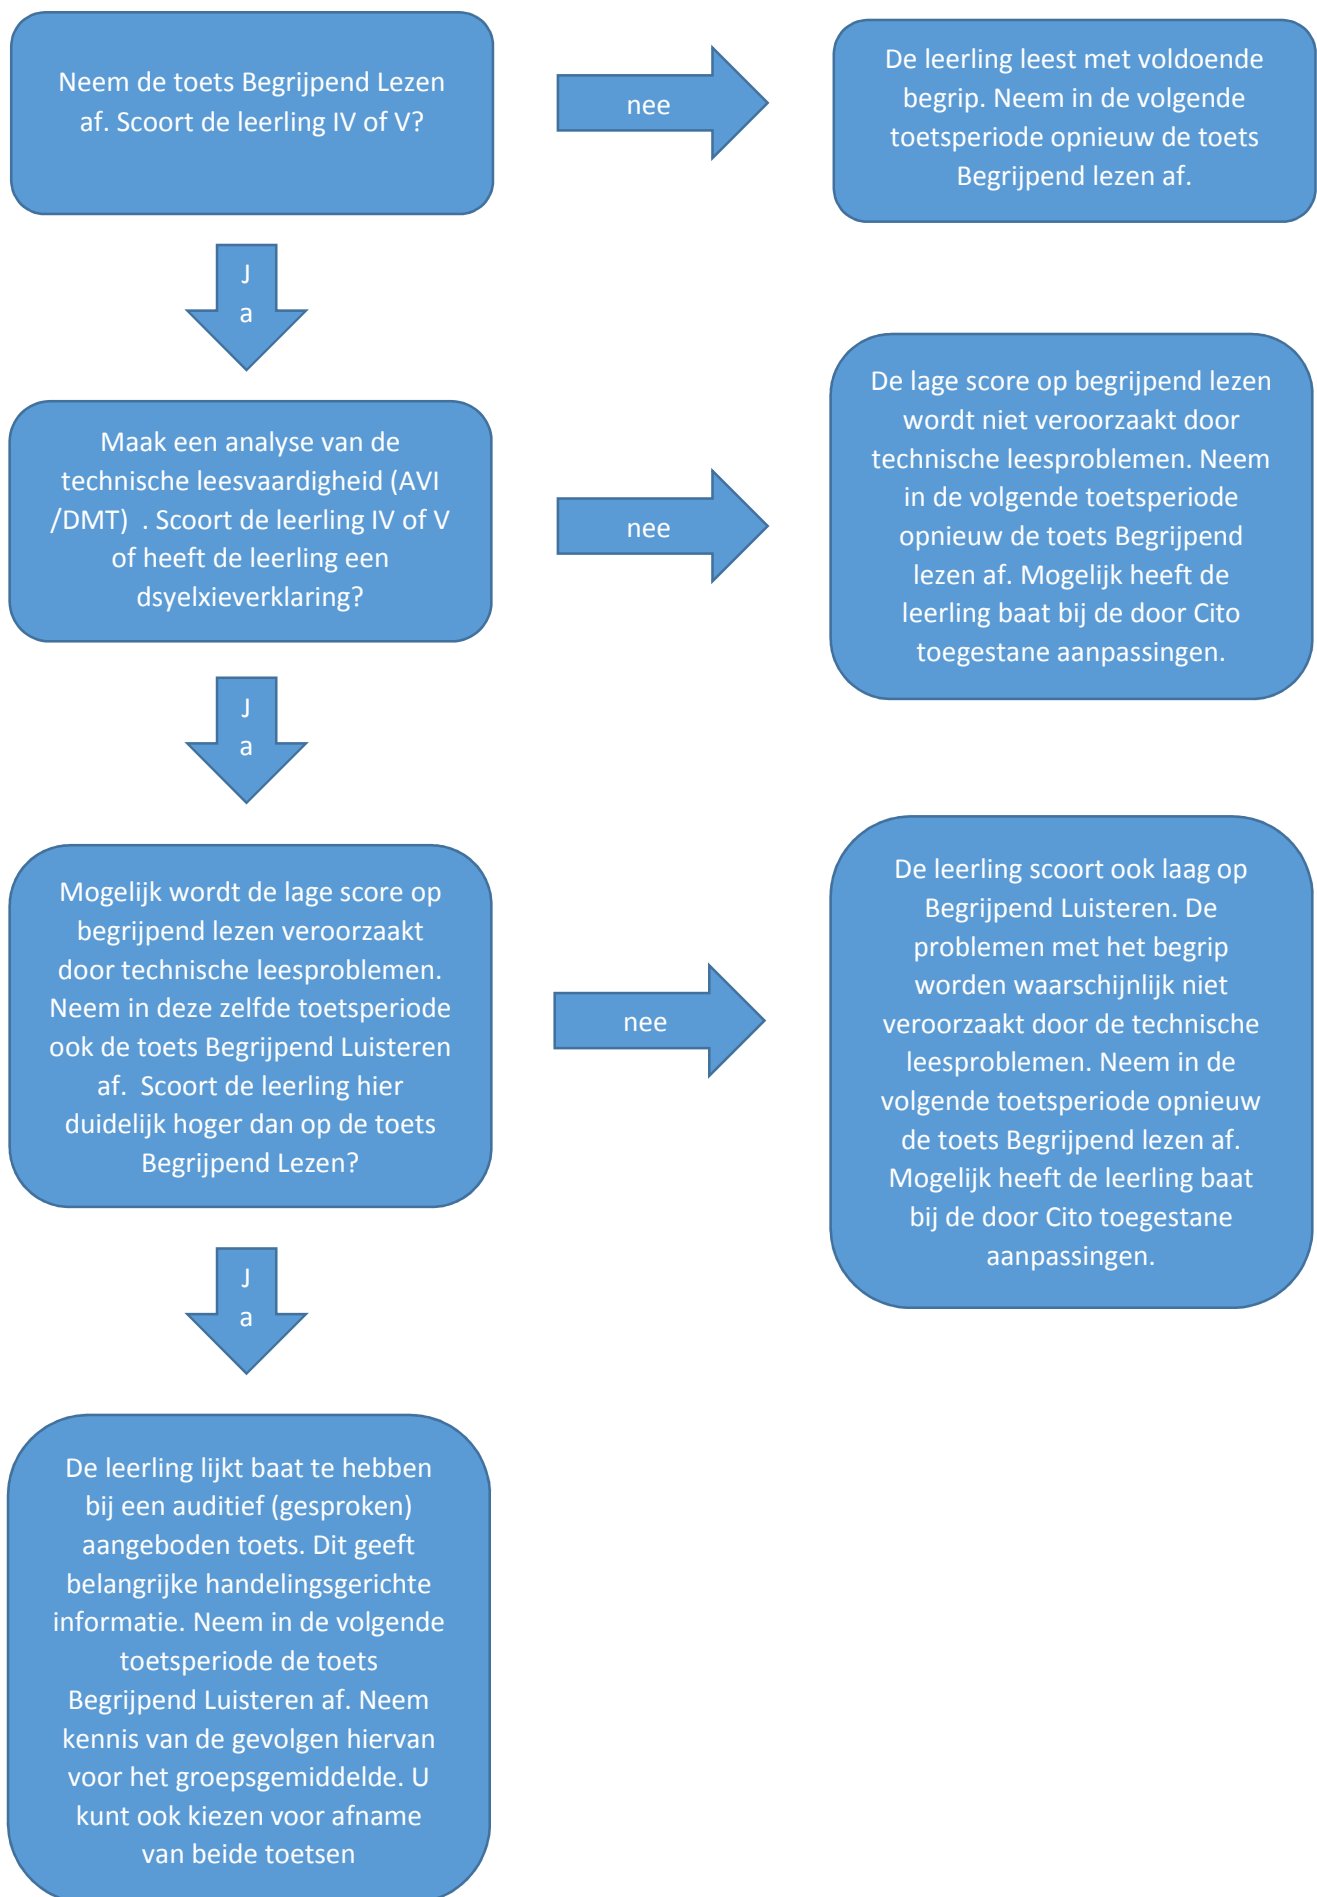 Neem de toets Begrijpend Lezen
af. Scoort de leerling IV of V?
nee
De leerling leest met voldoende
begrip. Neem in de volgende
toetsperiode opnieuw de toets
Begrijpend lezen af.
J
a
Maak een analyse van de
technische leesvaardigheid (AVI
/DMT)  . Scoort de leerling IV of V
of heeft de leerling een
dsyelxieverklaring?
nee
De lage score op begrijpend lezen
wordt niet veroorzaakt door
technische leesproblemen. Neem
in de volgende toetsperiode
opnieuw de toets Begrijpend
lezen af. Mogelijk heeft de
leerling baat bij de door Cito
toegestane aanpassingen.
J
a
Mogelijk wordt de lage score op
begrijpend lezen veroorzaakt
door technische leesproblemen.
Neem in deze zelfde toetsperiode
ook de toets Begrijpend Luisteren
af.  Scoort de leerling hier
duidelijk hoger dan op de toets
Begrijpend Lezen?
nee
De leerling scoort ook laag op
Begrijpend Luisteren. De
problemen met het begrip
worden waarschijnlijk niet
veroorzaakt door de technische
leesproblemen. Neem in de
volgende toetsperiode opnieuw
de toets Begrijpend lezen af.
Mogelijk heeft de leerling baat
bij de door Cito toegestane
aanpassingen.
J
a
De leerling lijkt baat te hebben
bij een auditief (gesproken)
aangeboden toets. Dit geeft
belangrijke handelingsgerichte
informatie. Neem in de volgende
toetsperiode de toets
Begrijpend Luisteren af. Neem
kennis van de gevolgen hiervan
voor het groepsgemiddelde. U
kunt ook kiezen voor afname
van beide toetsen